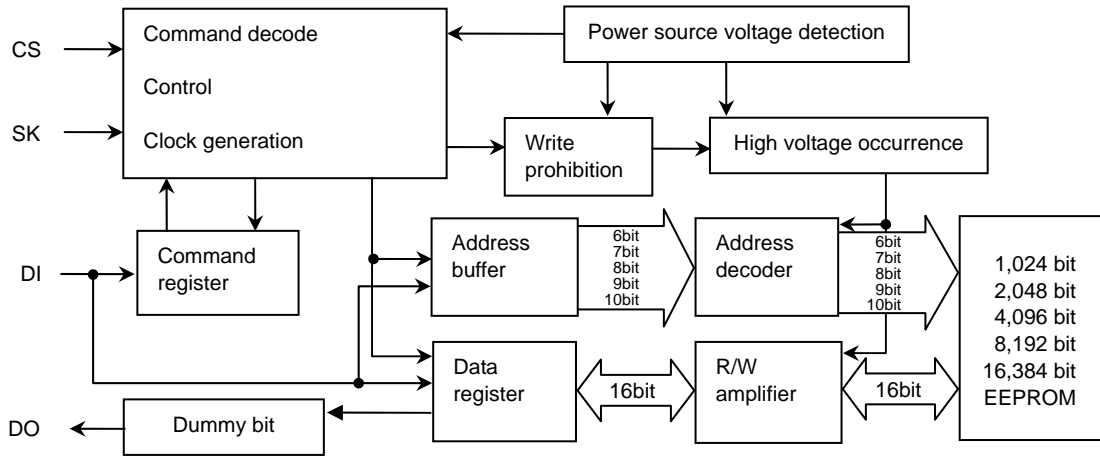 CS
SK
DI
DO
Command decode
Control
Clock generation
Power source voltage detection
Write
prohibition
High voltage occurrence
Command
register
Address
buffer
6bit
7bit
8bit
9bit
10bit
Address
decoder
6bit
7bit
8bit
9bit
10bit
1,024 bit
2,048 bit
4,096 bit
8,192 bit
16,384 bit
EEPROM
Data
register
16bit
R/W
amplifier
16bit
Dummy bit